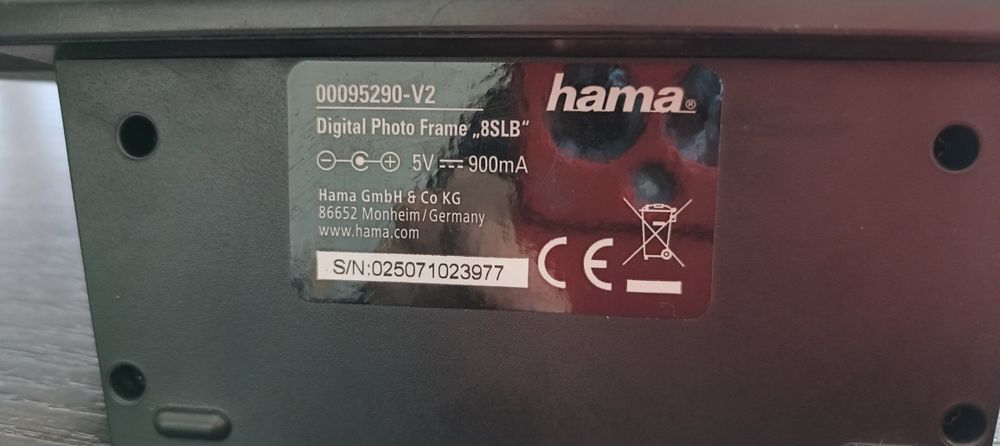 00095290-V2
hama®
Digital Photo Frame „8SLB“
5V ⎓ 900mA
Hama GmbH & Co KG
86652 Monheim/Germany
www.hama.com
S/N:025071023977
CE